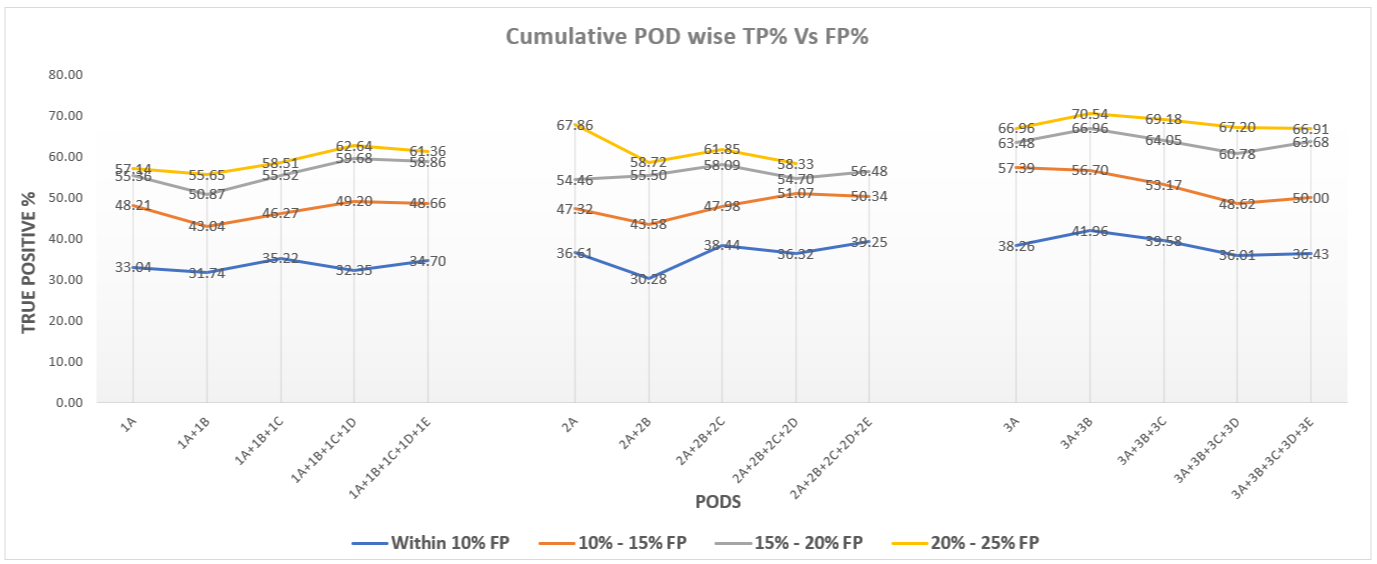 Cumulative POD wise TP% Vs FP%
TRUE POSITIVE %
80.00
70.00
60.00
50.00
40.00
30.00
20.00
10.00
0.00
57.14 55.65 58.51 62.64 61.36
55.36 50.87 55.52 59.68 58.86
48.21 43.04 46.27 49.20 48.66
33.04 31.74 35.22 32.35 34.70
67.86 58.72 61.85 58.33
54.46 55.50 58.09 54.70 56.48
47.32 43.58 47.98 51.07 50.34
36.61 30.28 38.44 36.32 39.25
66.96 70.54 69.18 67.20 66.91
63.48 66.96 64.05 60.78 63.68
57.39 56.70 53.17 48.62 50.00
38.26 41.96 39.58 36.01 36.43
1A
1A+1B
1A+1B+1C
1A+1B+1C+1D
1A+1B+1C+1D+1E
2A
2A+2B
2A+2B+2C
2A+2B+2C+2D
2A+2B+2C+2D+2E
3A
3A+3B
3A+3B+3C
3A+3B+3C+3D
3A+3B+3C+3D+3E
PODS
Within 10% FP
10% - 15% FP
15% - 20% FP
20% - 25% FP